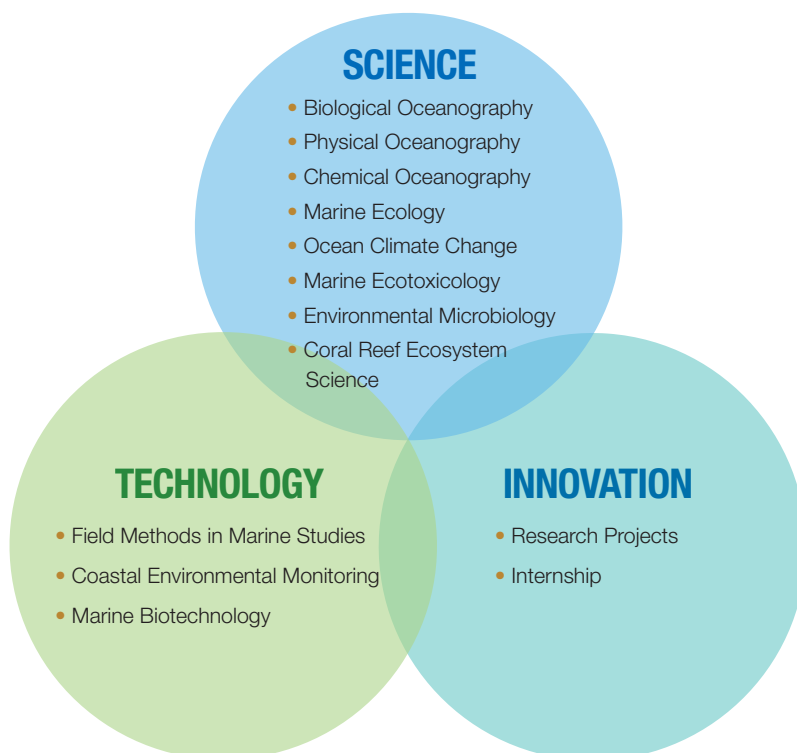 SCIENCE
• Biological Oceanography
• Physical Oceanography
• Chemical Oceanography
• Marine Ecology
• Ocean Climate Change
• Marine Ecotoxicology
• Environmental Microbiology
• Coral Reef Ecosystem
Science
TECHNOLOGY
• Field Methods in Marine Studies
• Coastal Environmental Monitoring
• Marine Biotechnology
INNOVATION
• Research Projects
• Internship